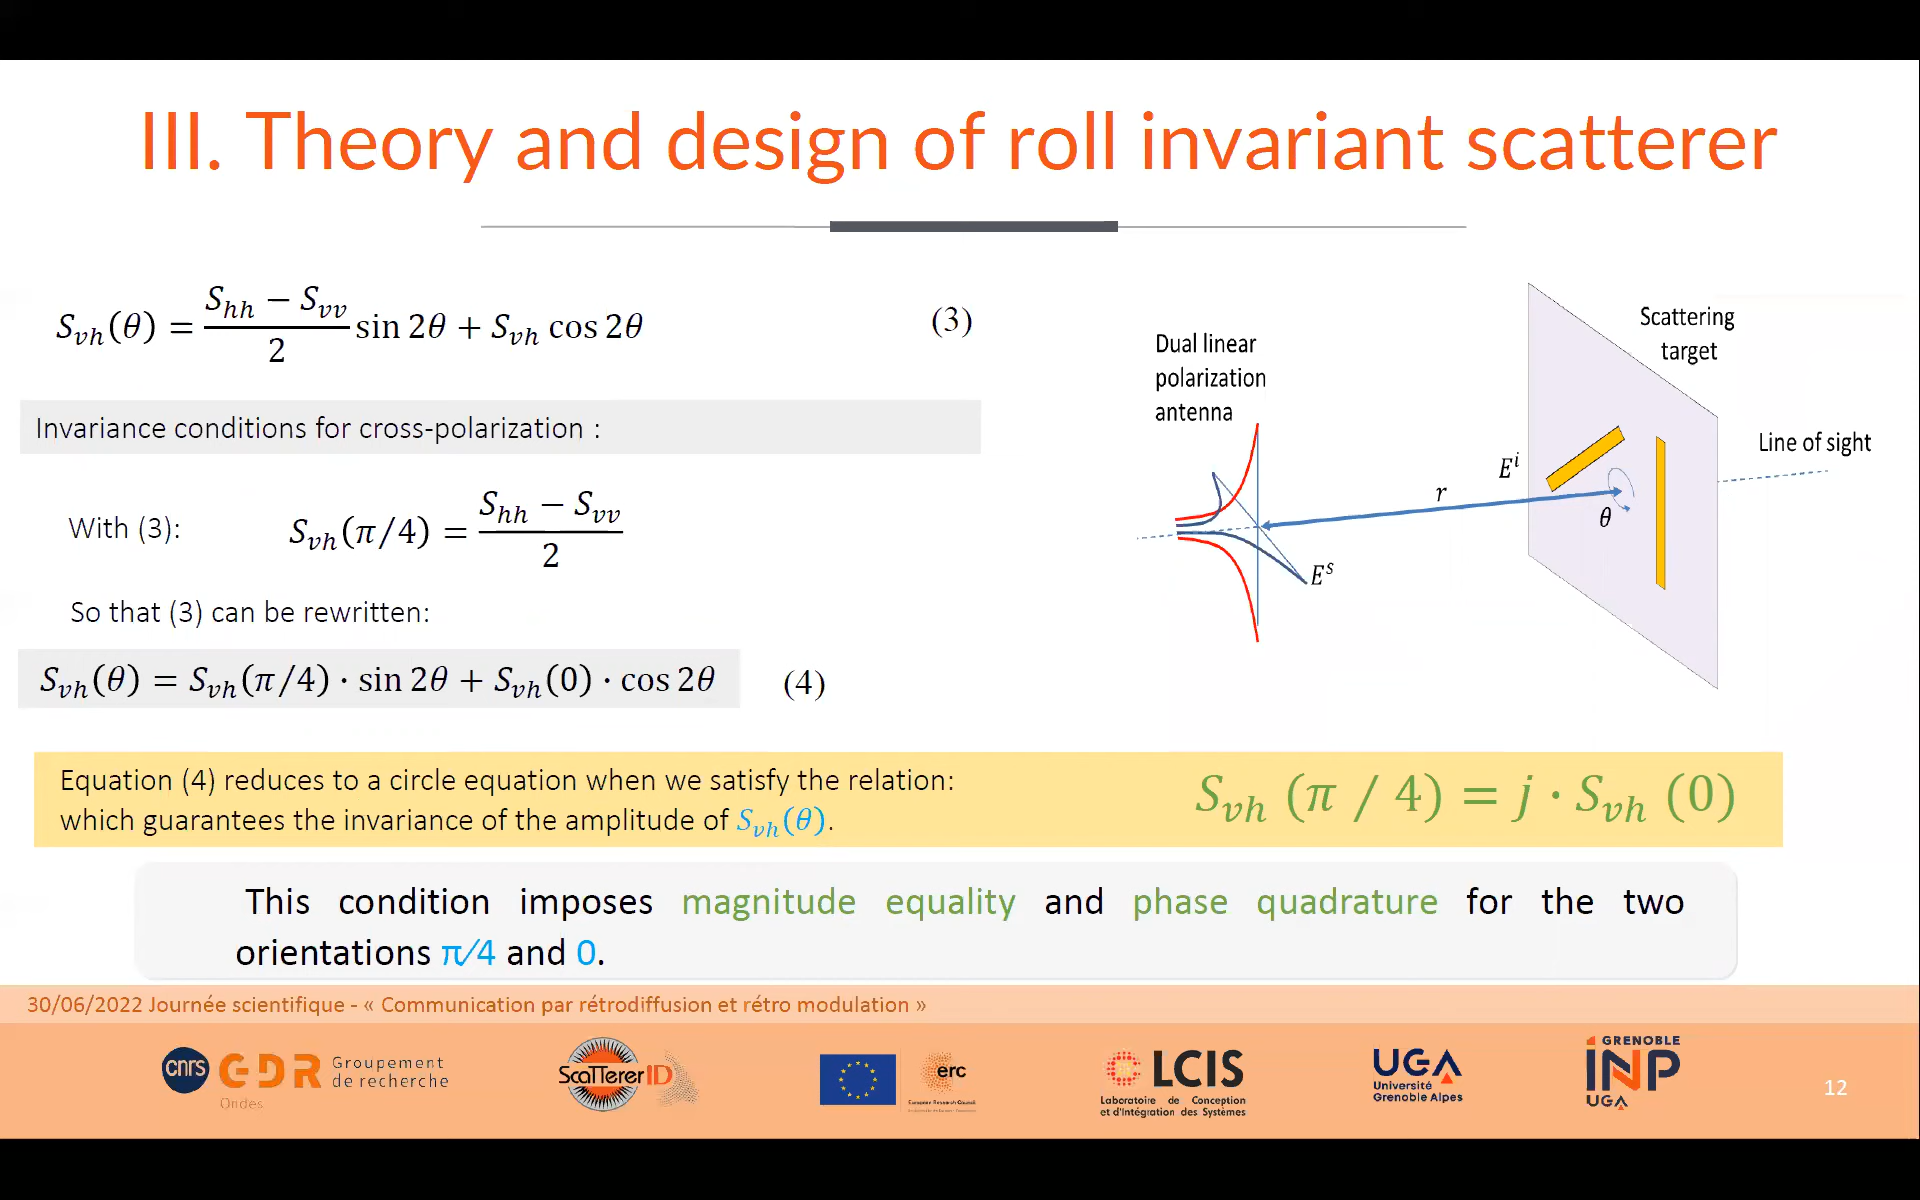 III. Theory and design of roll invariant scatterer
S_vh(θ) = (S_hh − S_vv)/2 sin 2θ + S_vh cos 2θ (3)
Invariance conditions for cross-polarization :
With (3): S_vh(π/4) = (S_hh − S_vv)/2
So that (3) can be rewritten:
S_vh(θ) = S_vh(π/4) · sin 2θ + S_vh(0) · cos 2θ (4)
Dual linear
polarization
antenna
E^s
r
E^i
θ
Scattering
target
Line of sight
Equation (4) reduces to a circle equation when we satisfy the relation:
which guarantees the invariance of the amplitude of S_vh(θ).
S_vh (π / 4) = j · S_vh (0)
This condition imposes magnitude equality and phase quadrature for the two
orientations π/4 and 0.
30/06/2022 Journée scientifique - « Communication par rétrodiffusion et rétro modulation »
cnrs GDR Groupement
de recherche
Ondes
ScaTTererID
erc
European Research Council
LCIS
Laboratoire de Conception
et d'Intégration des Systèmes
UGA
Université
Grenoble Alpes
GRENOBLE
INP
UGA
12